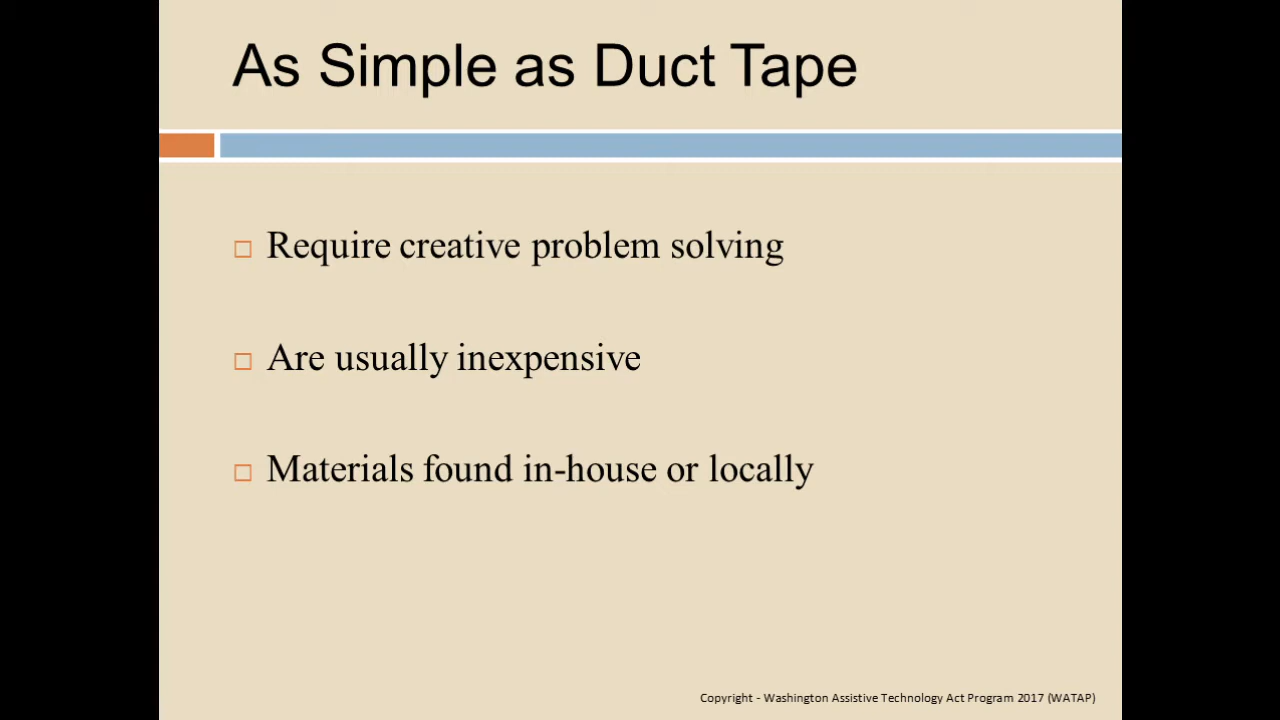 As Simple as Duct Tape
Require creative problem solving
Are usually inexpensive
Materials found in-house or locally
Copyright - Washington Assistive Technology Act Program 2017 (WATAP)